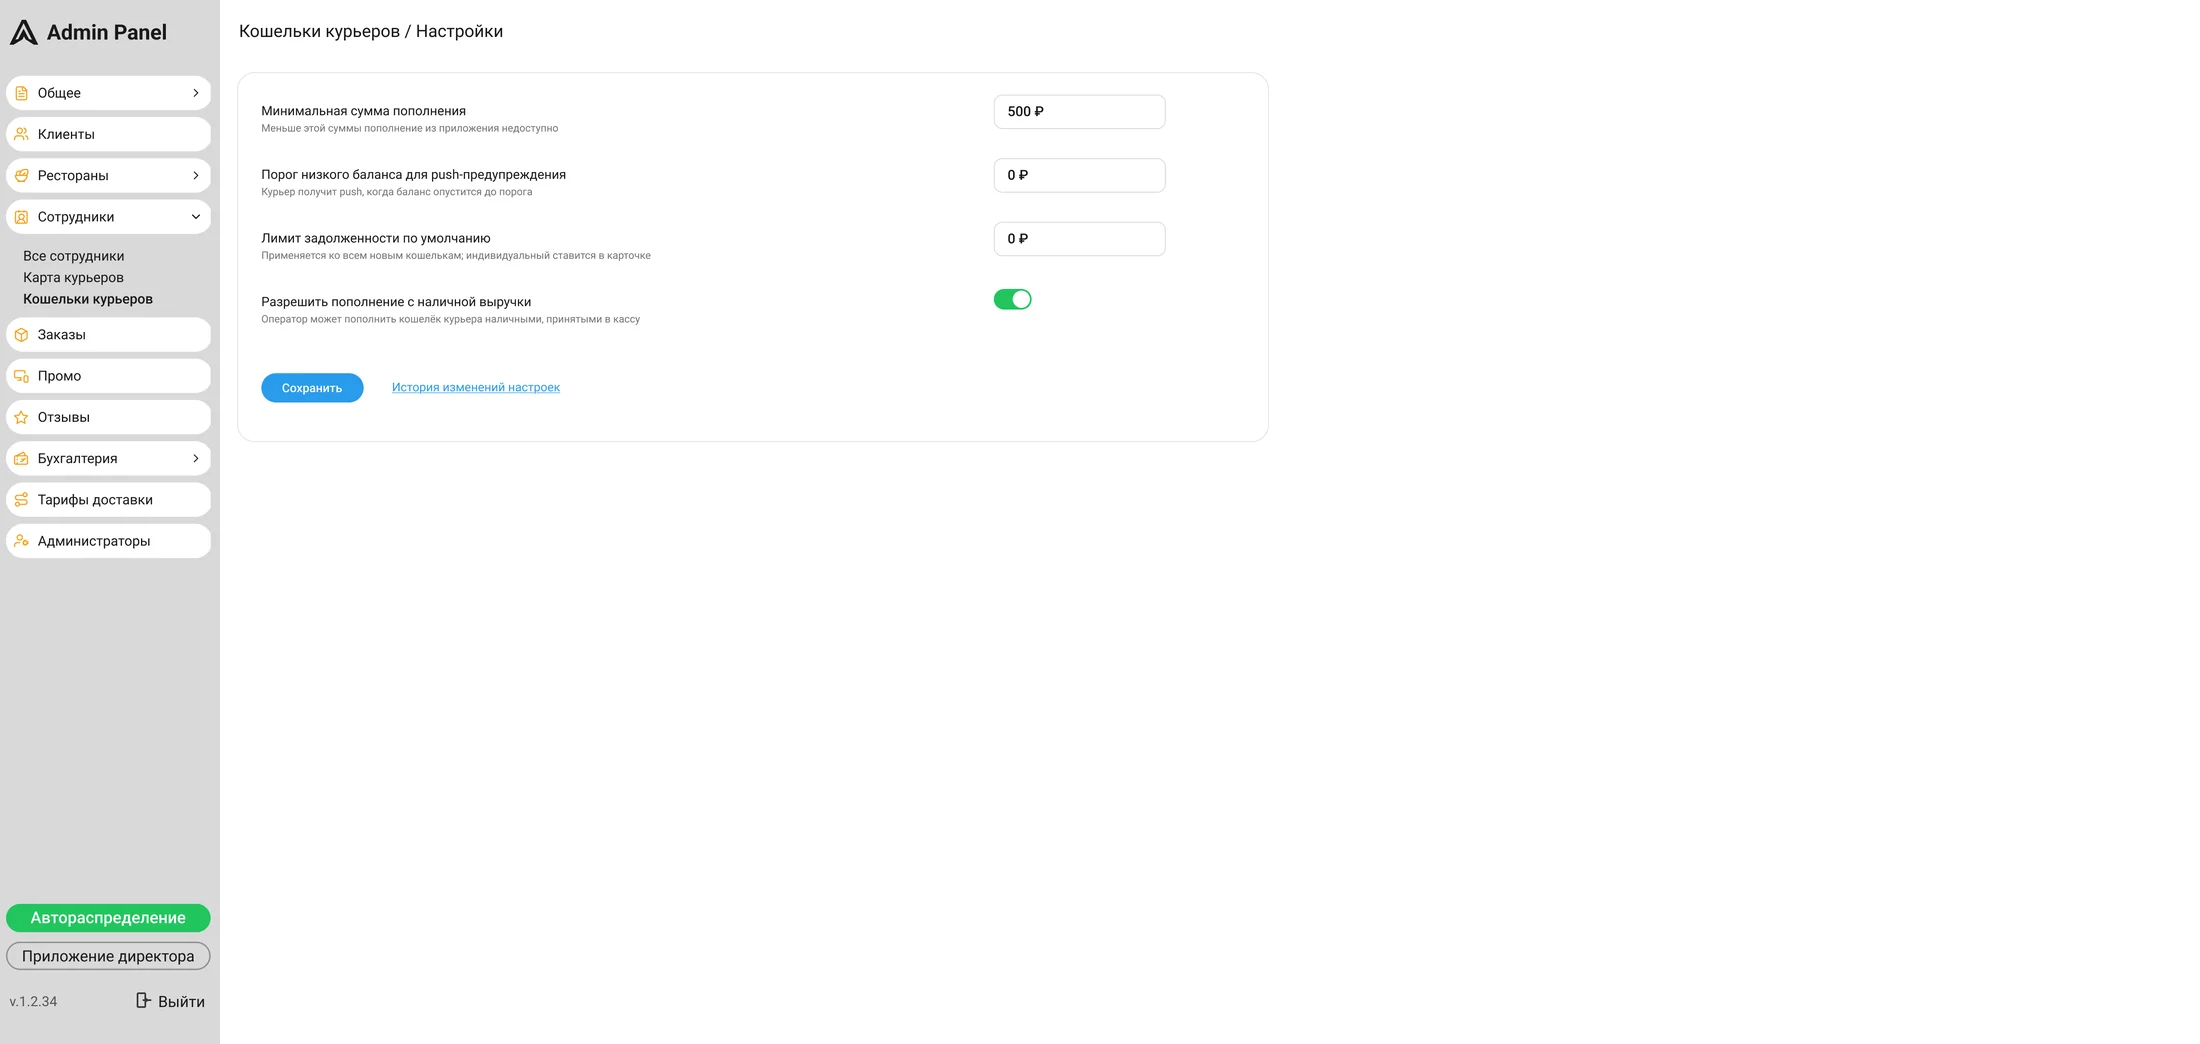 Admin Panel
Общее
Клиенты
Рестораны
Сотрудники
Все сотрудники
Карта курьеров
Кошельки курьеров
Заказы
Промо
Отзывы
Бухгалтерия
Тарифы доставки
Администраторы
Автораспределение
Приложение директора
v.1.2.34
Выйти
Кошельки курьеров / Настройки
Минимальная сумма пополнения
Меньше этой суммы пополнение из приложения недоступно
500 ₽
Порог низкого баланса для push-предупреждения
Курьер получит push, когда баланс опустится до порога
0 ₽
Лимит задолженности по умолчанию
Применяется ко всем новым кошелькам; индивидуальный ставится в карточке
0 ₽
Разрешить пополнение с наличной выручки
Оператор может пополнить кошелёк курьера наличными, принятыми в кассу
Сохранить
История изменений настроек